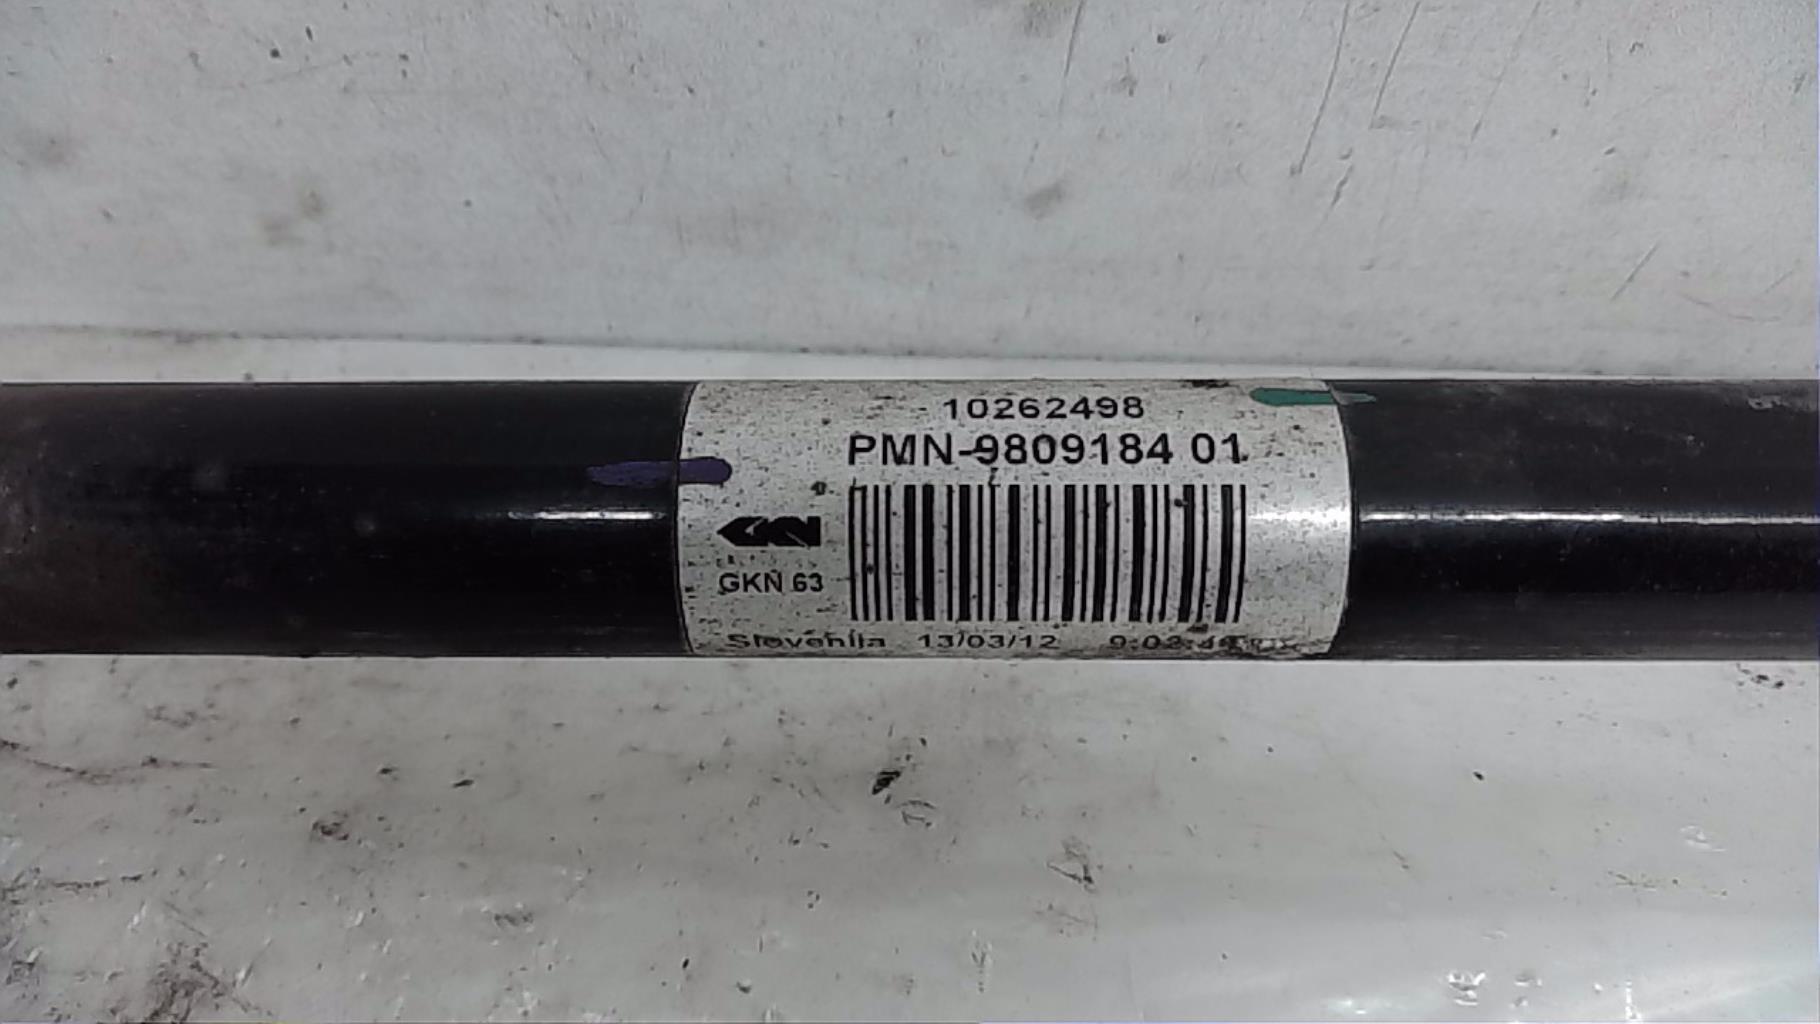 10262498
PMN-9809184 01
GKN
GKN 63
Slovenija 13/03/12